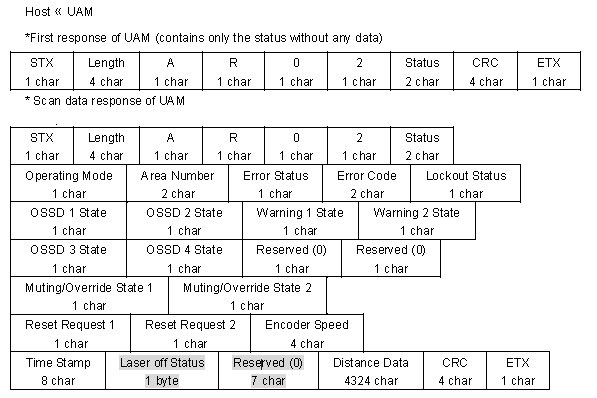 Host « UAM
*First response of UAM (contains only the status without any data)
STX Length A R 0 2 Status CRC ETX
1 char 4 char 1 char 1 char 1 char 1 char 2 char 4 char 1 char
* Scan data response of UAM
STX Length A R 0 2 Status
1 char 4 char 1 char 1 char 1 char 1 char 2 char
Operating Mode Area Number Error Status Error Code Lockout Status
1 char 2 char 1 char 2 char 1 char
OSSD 1 State OSSD 2 State Warning 1 State Warning 2 State
1 char 1 char 1 char 1 char
OSSD 3 State OSSD 4 State Reserved (0) Reserved (0)
1 char 1 char 1 char 1 char
Muting/Override State 1 Muting/Override State 2
1 char 1 char
Reset Request 1 Reset Request 2 Encoder Speed
1 char 1 char 4 char
Time Stamp Laser off Status Reserved (0) Distance Data CRC ETX
8 char 1 byte 7 char 4324 char 4 char 1 char